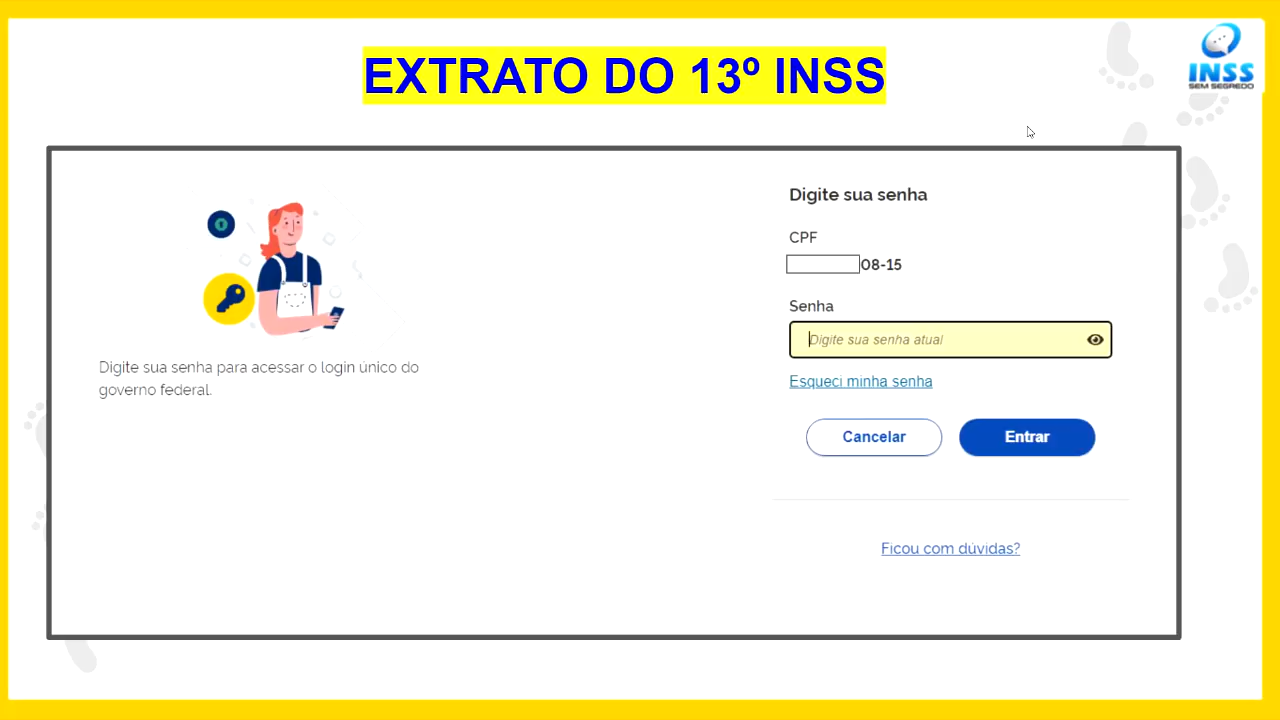 EXTRATO DO 13º INSS
INSS
SEM SEGREDO
Digite sua senha
CPF
08-15
Senha
Digite sua senha atual
Esqueci minha senha
Cancelar
Entrar
Ficou com dúvidas?
Digite sua senha para acessar o login único do
governo federal.